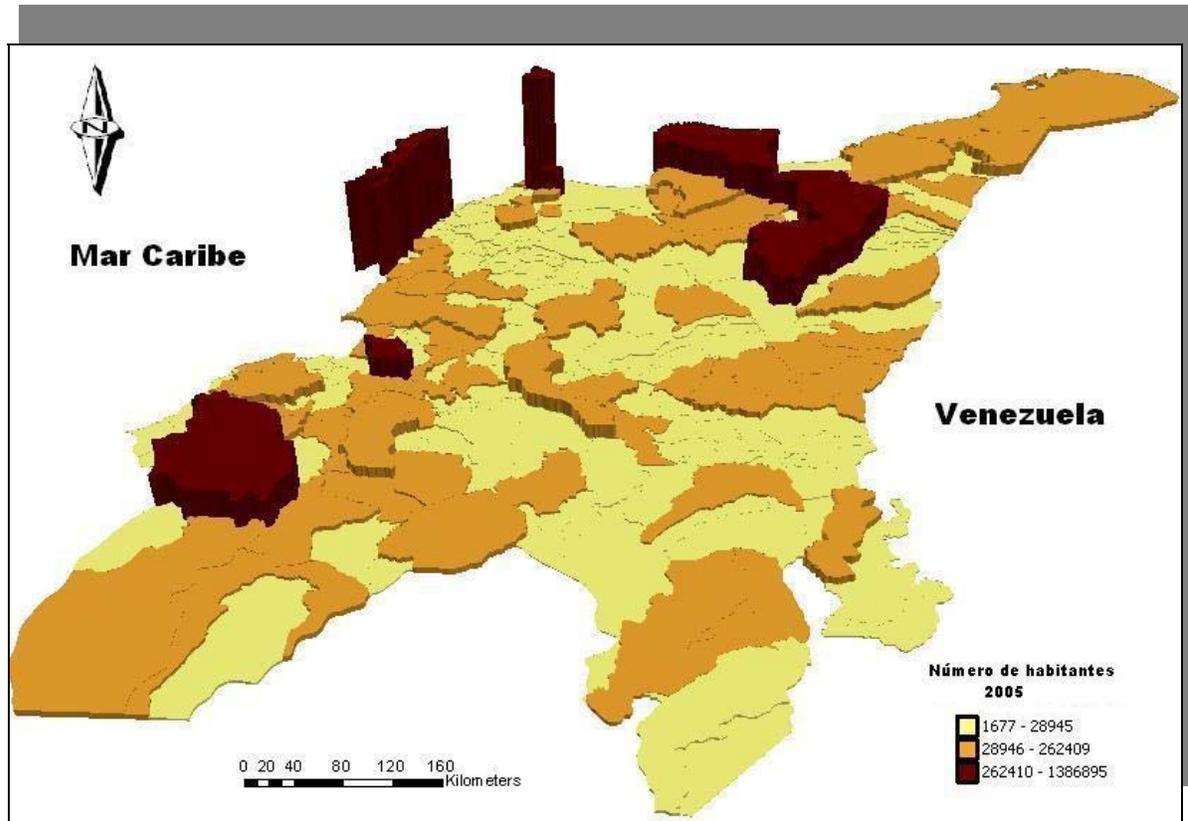 N
Mar Caribe
Venezuela
Número de habitantes
2005
1677 - 28945
28946 - 262409
262410 - 1386895
0 20 40 80 120 160
Kilometers